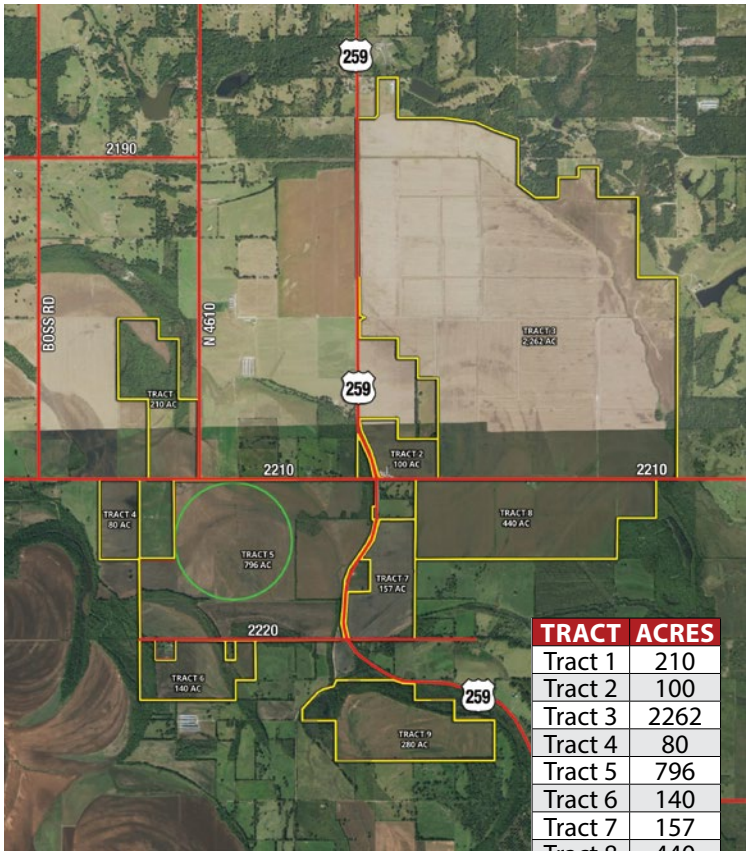 259
2190
BOSS RD
N 4610
TRACT 3
2,262 AC
TRACT
210 AC
259
TRACT 2
100 AC
2210
2210
TRACT 4
80 AC
TRACT 8
440 AC
TRACT 5
796 AC
TRACT 7
157 AC
2220
TRACT 6
140 AC
259
TRACT 9
280 AC
TRACT ACRES
Tract 1 210
Tract 2 100
Tract 3 2262
Tract 4 80
Tract 5 796
Tract 6 140
Tract 7 157
Tract 8 440